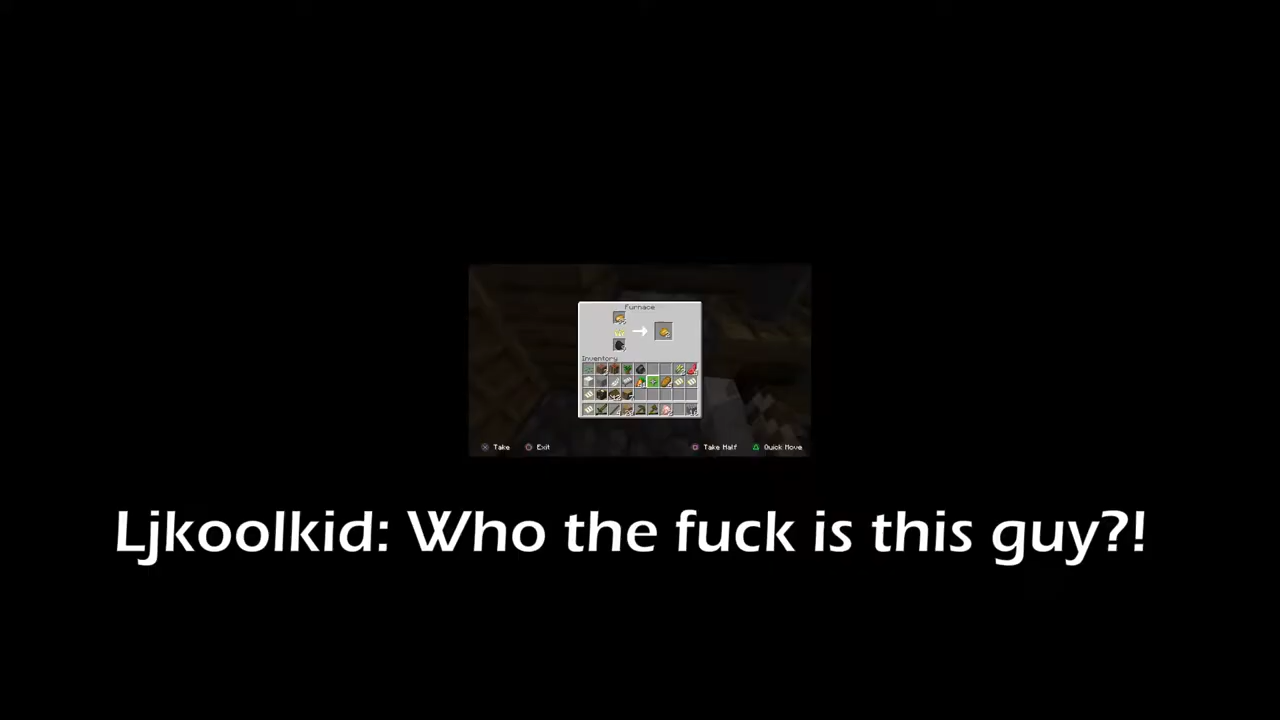 Furnace
Inventory
Take Exit Take Half Quick Move
Ljkoolkid: Who the fuck is this guy?!